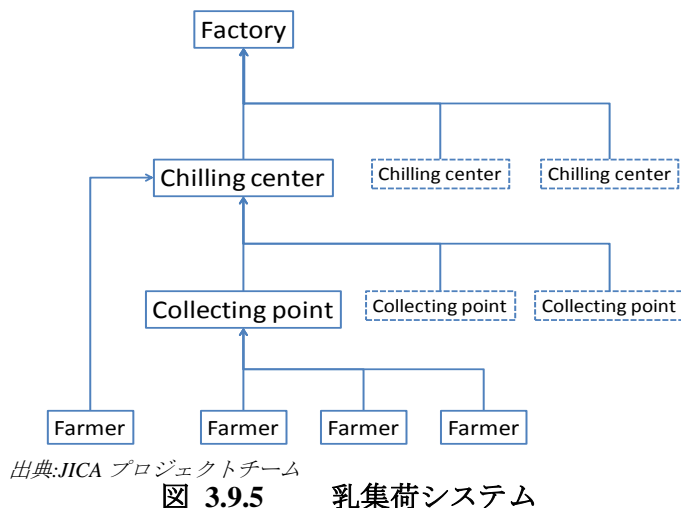 Factory
Chilling center
Chilling center
Chilling center
Collecting point
Collecting point
Collecting point
Farmer
Farmer
Farmer
Farmer
出典:JICA プロジェクトチーム
図 3.9.5 乳集荷システム